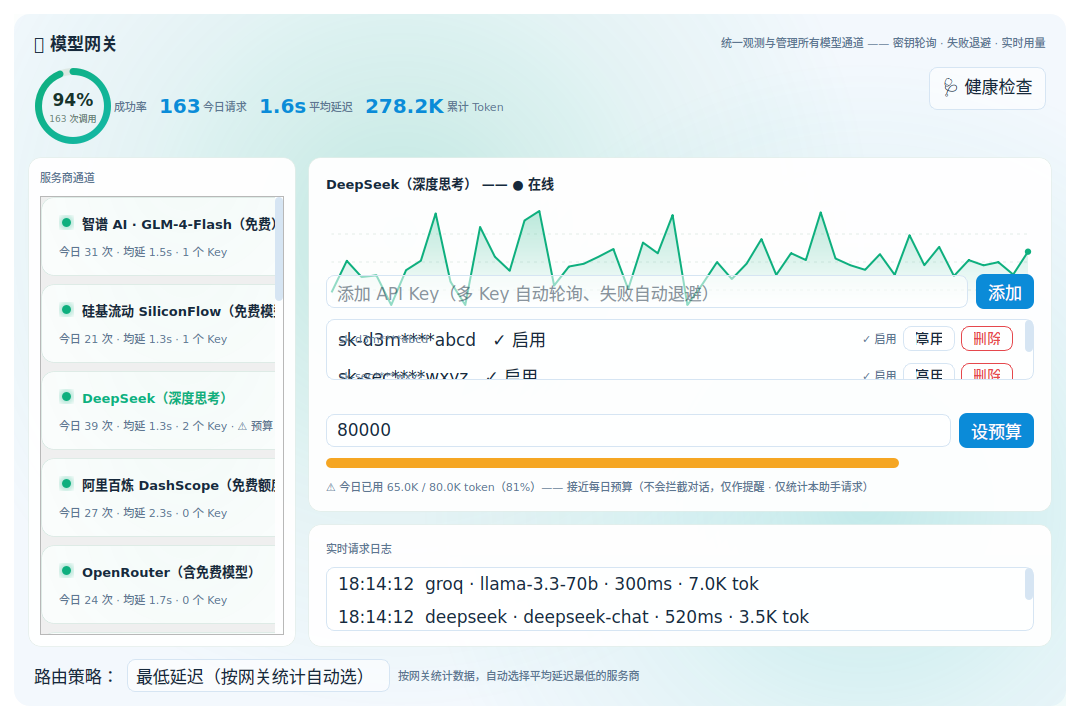 模型网关
统一观测与管理所有模型通道 —— 密钥轮询 · 失败退避 · 实时用量
94%
163 次调用
成功率 163 今日请求 1.6s 平均延迟 278.2K 累计 Token
健康检查
服务商通道
智谱 AI · GLM-4-Flash（免费）
今日 31 次 · 均延 1.5s · 1 个 Key
硅基流动 SiliconFlow（免费模
今日 21 次 · 均延 1.3s · 1 个 Key
DeepSeek（深度思考）
今日 39 次 · 均延 1.3s · 2 个 Key · ⚠ 预算
阿里百炼 DashScope（免费额
今日 27 次 · 均延 2.3s · 0 个 Key
OpenRouter（含免费模型）
今日 24 次 · 均延 1.7s · 0 个 Key
DeepSeek（深度思考） —— ● 在线
添加 API Key（多 Key 自动轮询、失败自动退避）
添加
sk-d3m****abcd ✓ 启用
✓ 启用
删除
sk-sec****wxyz ✓ 启用
✓ 启用
删除
80000
设预算
⚠ 今日已用 65.0K / 80.0K token（81%）—— 接近每日预算（不会拦截对话，仅作提醒 · 仅统计本助手请求）
实时请求日志
18:14:12 groq · llama-3.3-70b · 300ms · 7.0K tok
18:14:12 deepseek · deepseek-chat · 520ms · 3.5K tok
路由策略： 最低延迟（按网关统计自动选） 按网关统计数据，自动选择平均延迟最低的服务商